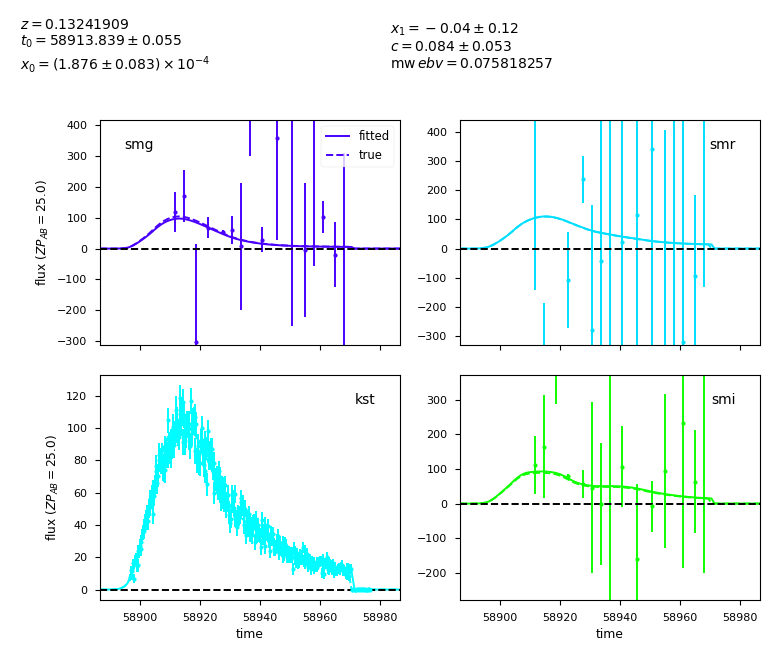 z = 0.13241909
t₀ = 58913.839 ± 0.055
x₀ = (1.876 ± 0.083) × 10⁻⁴
x₁ = −0.04 ± 0.12
c = 0.084 ± 0.053
mw ebv = 0.075818257
smg
fitted
true
flux (ZP_AB = 25.0)
400
300
200
100
0
−100
−200
−300
smr
400
300
200
100
0
−100
−200
−300
kst
flux (ZP_AB = 25.0)
120
100
80
60
40
20
0
58900 58920 58940 58960 58980
time
smi
300
200
100
0
−100
−200
58900 58920 58940 58960 58980
time